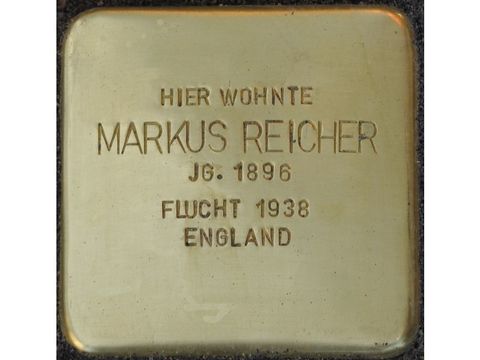 HIER WOHNTE
MARKUS REICHER
JG. 1896
FLUCHT 1938
ENGLAND